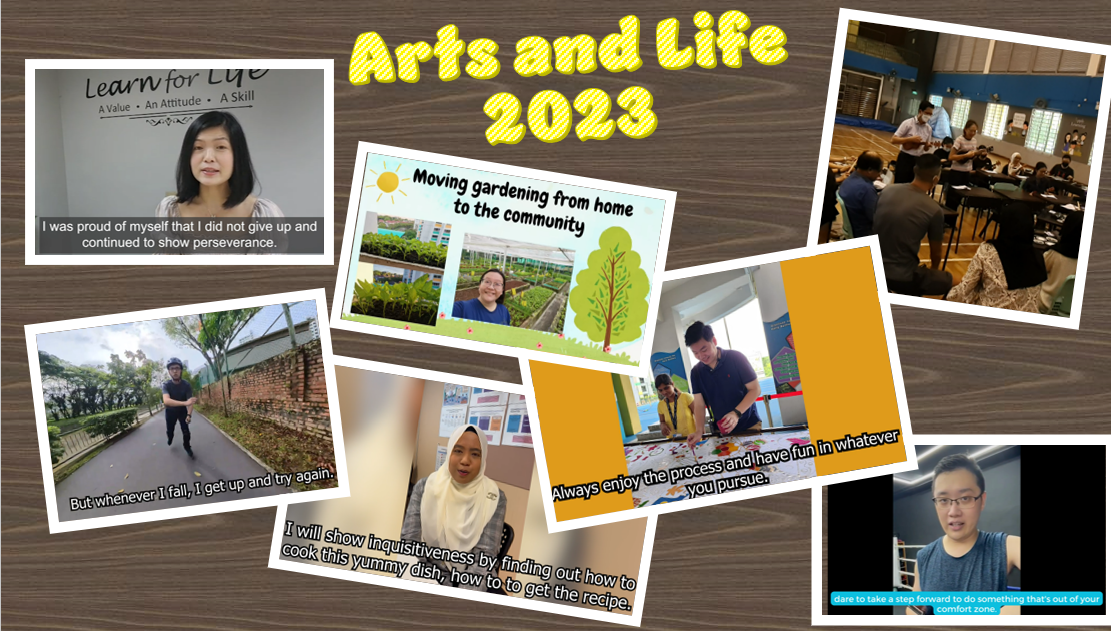 Arts and Life
2023
Learn for Life
A Value • An Attitude • A Skill
I was proud of myself that I did not give up and
continued to show perseverance.
Moving gardening from home
to the community
But whenever I fall, I get up and try again.
I will show inquisitiveness by finding out how to
cook this yummy dish, how to to get the recipe.
Always enjoy the process and have fun in whatever
you pursue.
dare to take a step forward to do something that's out of your
comfort zone.